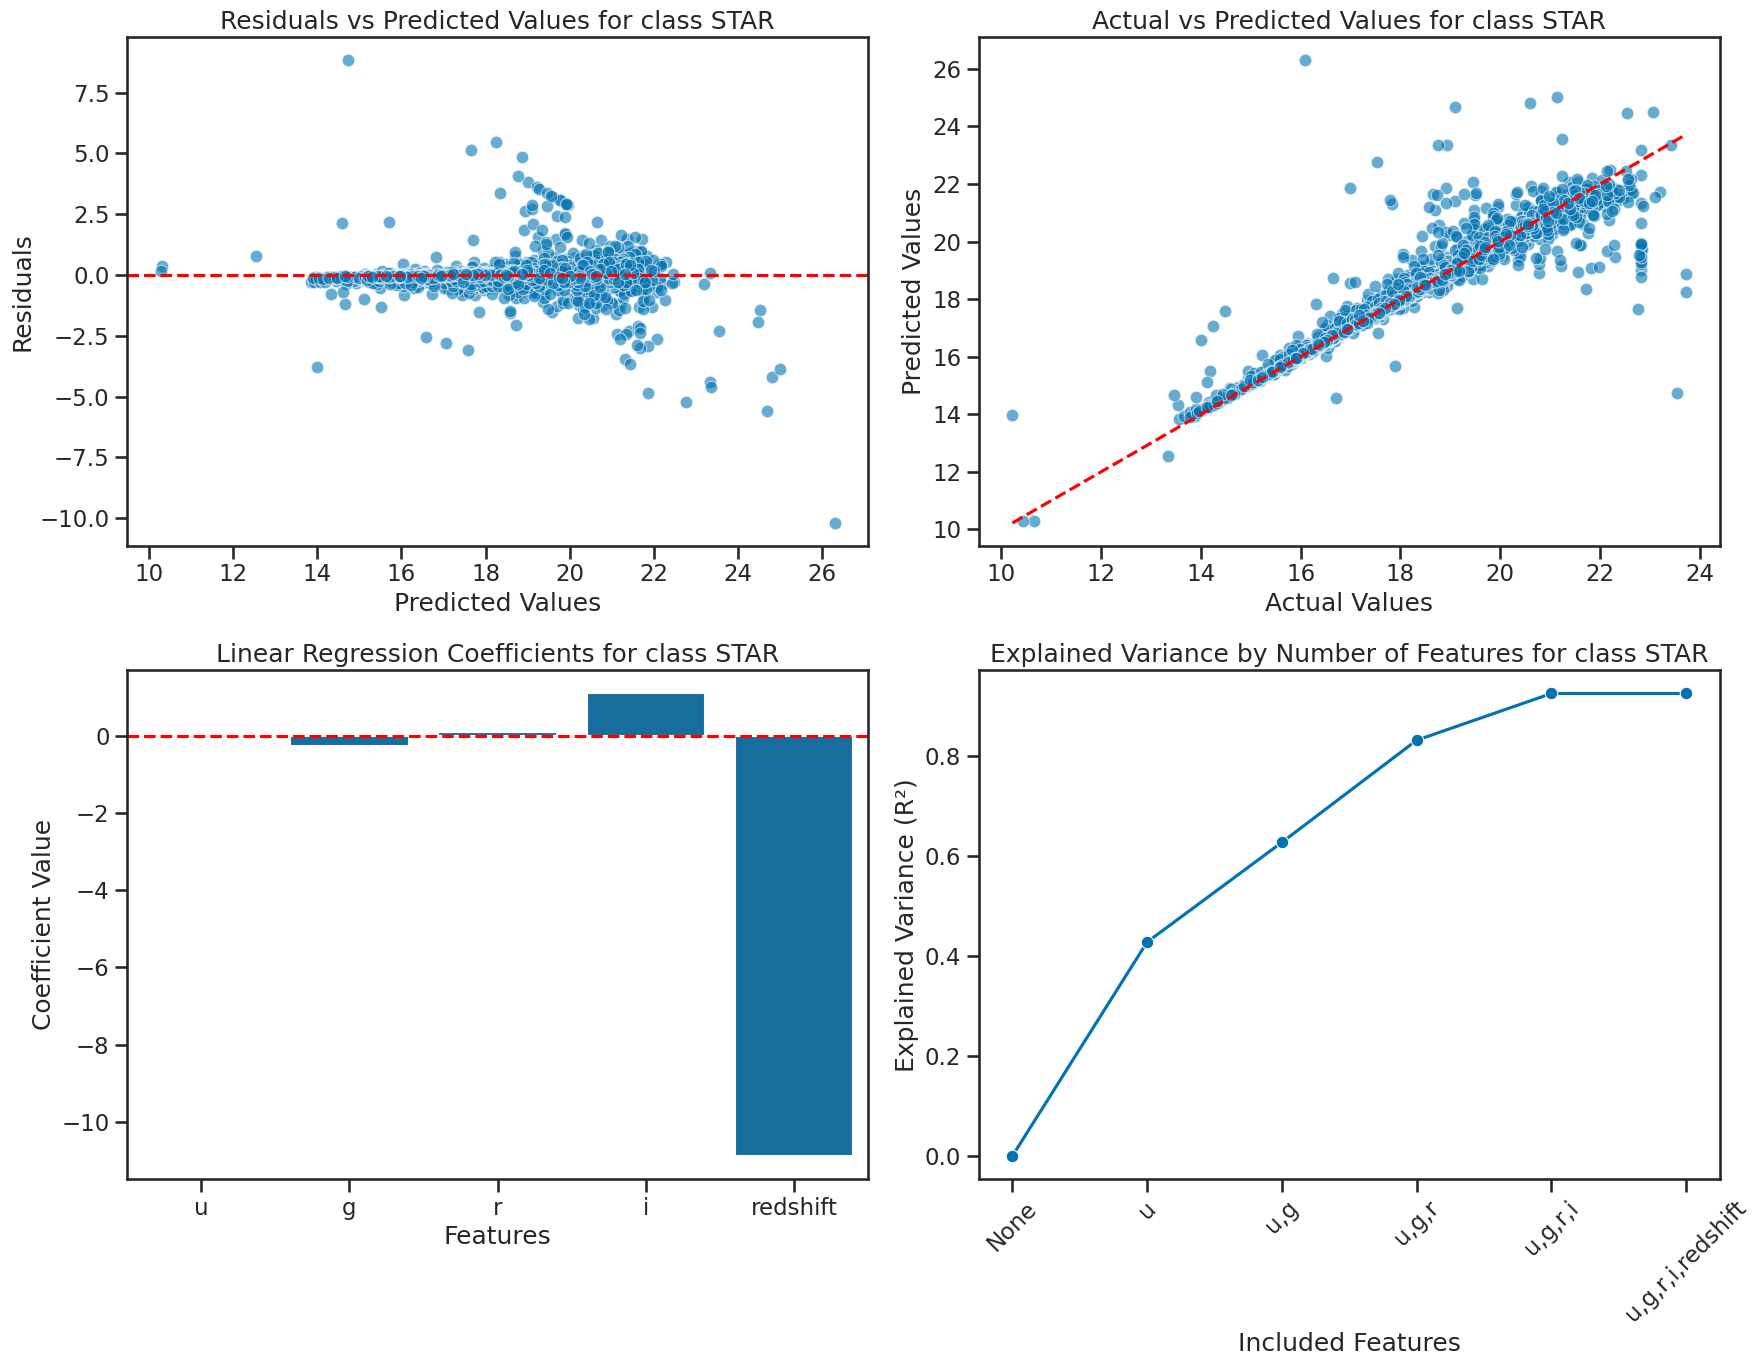 Residuals vs Predicted Values for class STAR
7.5
5.0
2.5
0.0
−2.5
−5.0
−7.5
−10.0
Residuals
10 12 14 16 18 20 22 24 26
Predicted Values
Actual vs Predicted Values for class STAR
26
24
22
20
18
16
14
12
10
Predicted Values
10 12 14 16 18 20 22 24
Actual Values
Linear Regression Coefficients for class STAR
0
−2
−4
−6
−8
−10
Coefficient Value
u g r i redshift
Features
Explained Variance by Number of Features for class STAR
0.8
0.6
0.4
0.2
0.0
Explained Variance (R²)
None
u
u,g
u,g,r
u,g,r,i
u,g,r,i,redshift
Included Features